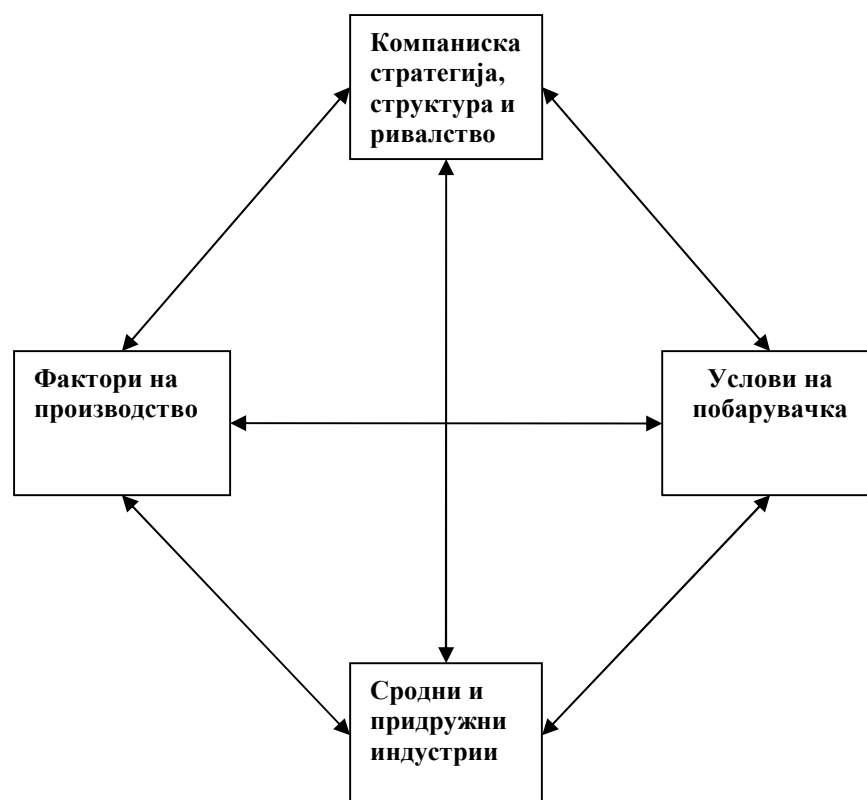 Компаниска
стратегија,
структура и
ривалство
Фактори на
производство
Услови на
побарувачка
Сродни и
придружни
индустрии